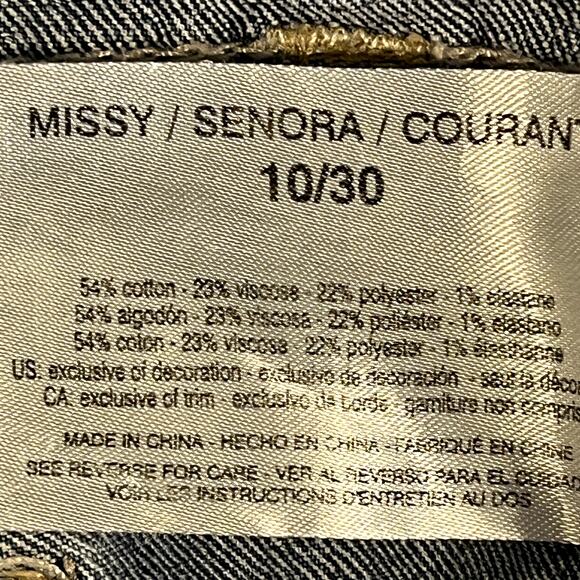 MISSY / SENORA / COURANT
10/30
54% cotton - 23% viscose - 22% polyester - 1% elastane
54% algodón - 23% viscosa - 22% poliéster - 1% elastano
54% coton - 23% viscose - 22% polyester - 1% élasthanne
US: exclusive of decoration - exclusivo de decoración - sauf la déco
CA: exclusive of trim - exclusivo de borde - garniture non compris
MADE IN CHINA - HECHO EN CHINA - FABRIQUÉ EN CHINE
SEE REVERSE FOR CARE - VER AL REVERSO PARA EL CUIDAD
VOIR LES INSTRUCTIONS D'ENTRETIEN AU DOS